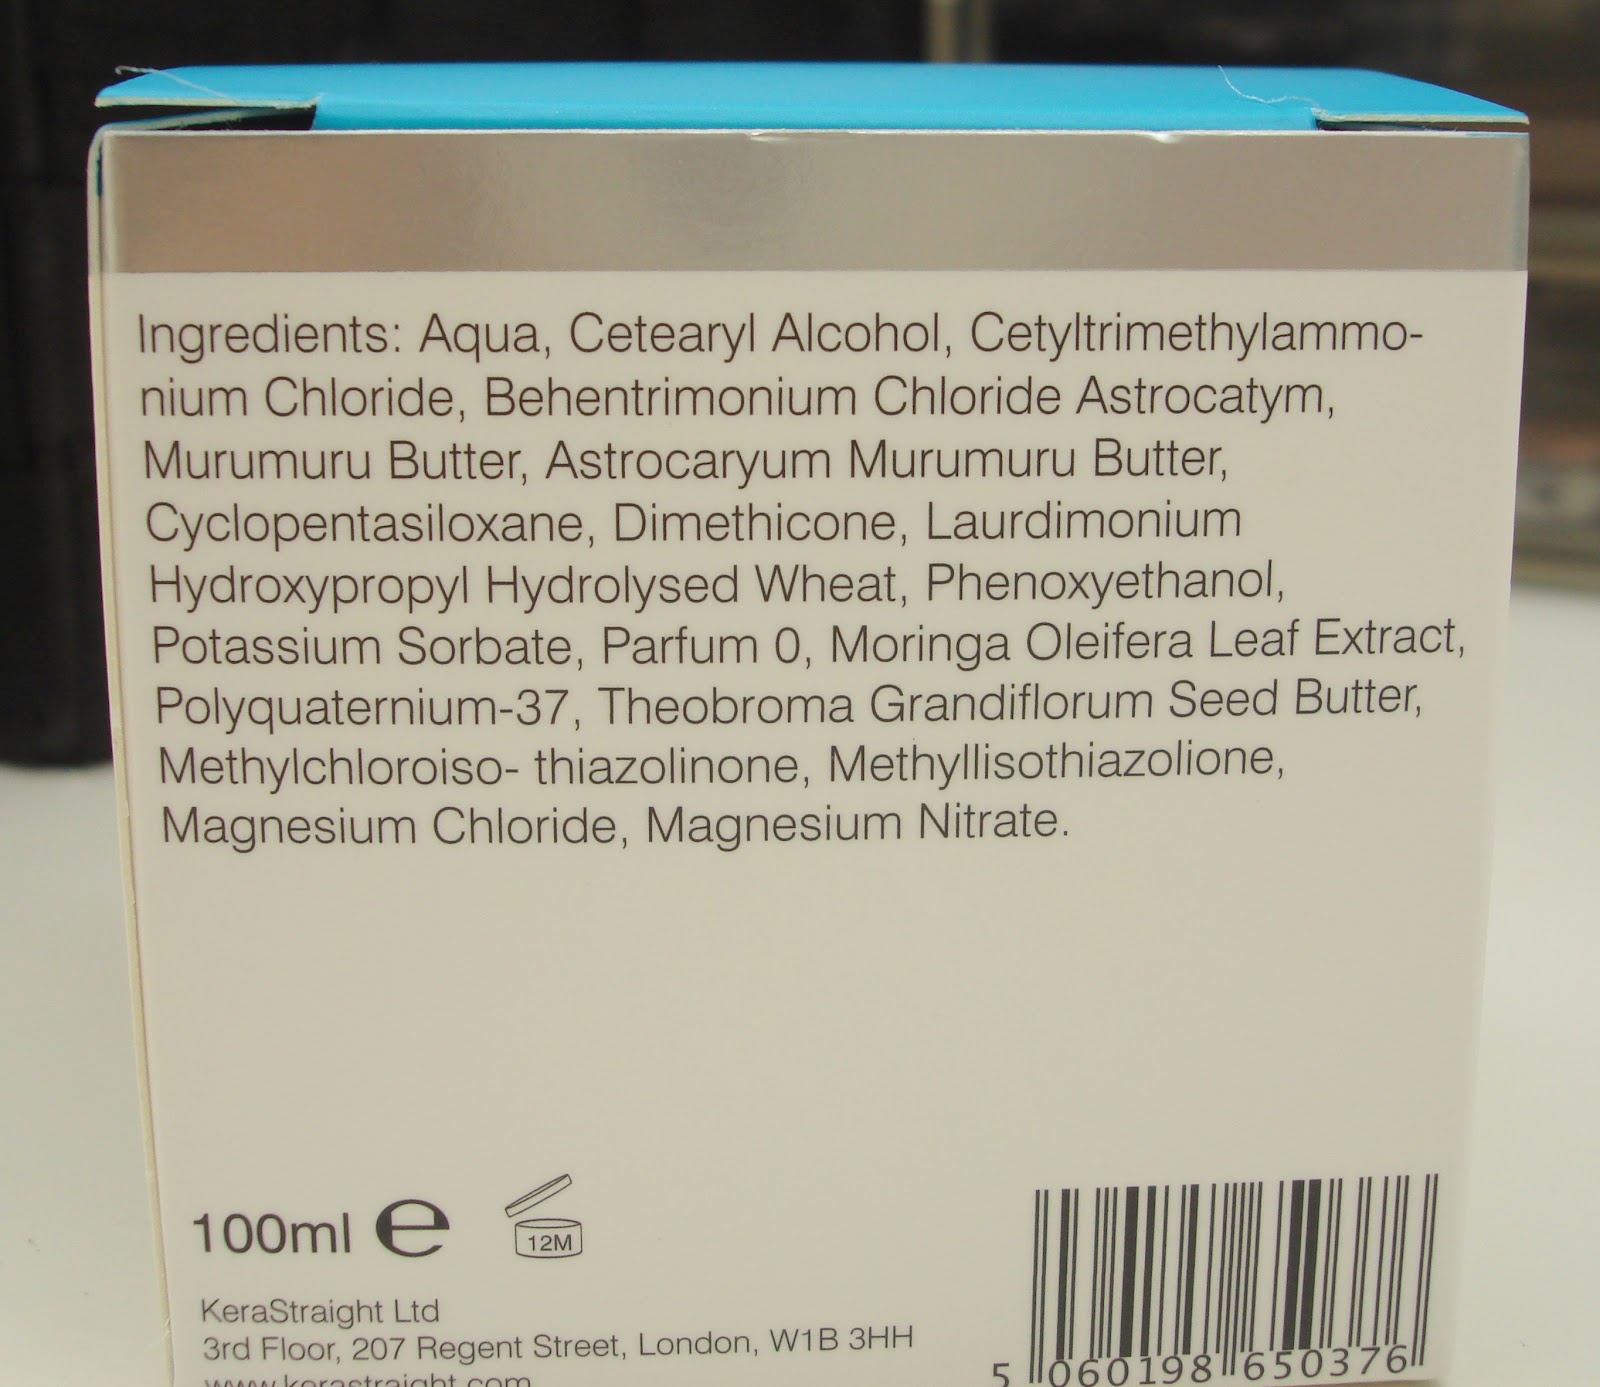 Ingredients: Aqua, Cetearyl Alcohol, Cetyltrimethylammo-
nium Chloride, Behentrimonium Chloride Astrocatym,
Murumuru Butter, Astrocaryum Murumuru Butter,
Cyclopentasiloxane, Dimethicone, Laurdimonium
Hydroxypropyl Hydrolysed Wheat, Phenoxyethanol,
Potassium Sorbate, Parfum 0, Moringa Oleifera Leaf Extract,
Polyquaternium-37, Theobroma Grandiflorum Seed Butter,
Methylchloroiso- thiazolinone, Methyllisothiazolione,
Magnesium Chloride, Magnesium Nitrate.
100ml e
12M
KeraStraight Ltd
3rd Floor, 207 Regent Street, London, W1B 3HH
www.kerastraight.com
5 060198 650376